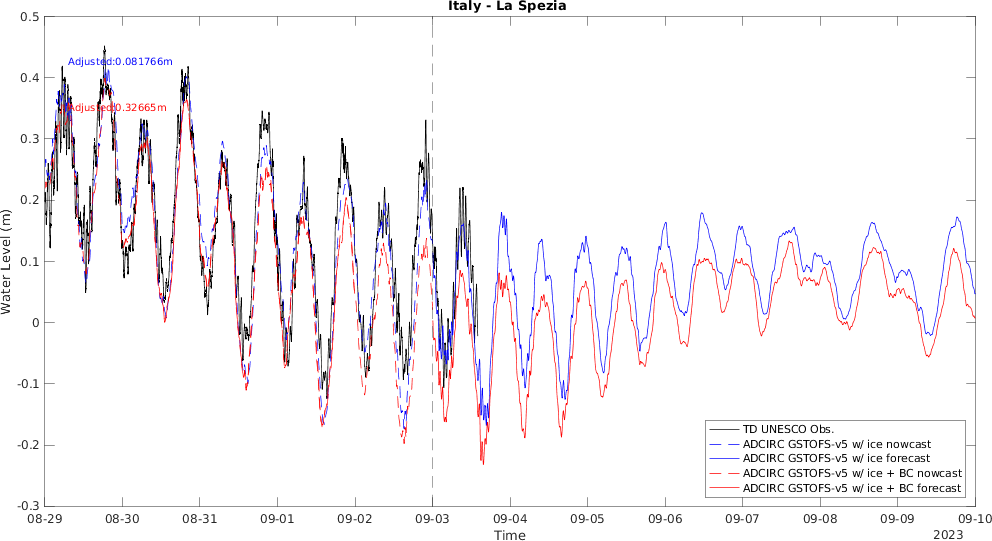 Italy - La Spezia
Water Level (m)
0.5
0.4
0.3
0.2
0.1
0
-0.1
-0.2
-0.3
Adjusted:0.081766m
Adjusted:0.32665m
TD UNESCO Obs.
ADCIRC GSTOFS-v5 w/ ice nowcast
ADCIRC GSTOFS-v5 w/ ice forecast
ADCIRC GSTOFS-v5 w/ ice + BC nowcast
ADCIRC GSTOFS-v5 w/ ice + BC forecast
08-29 08-30 08-31 09-01 09-02 09-03 09-04 09-05 09-06 09-07 09-08 09-09 09-10
Time
2023